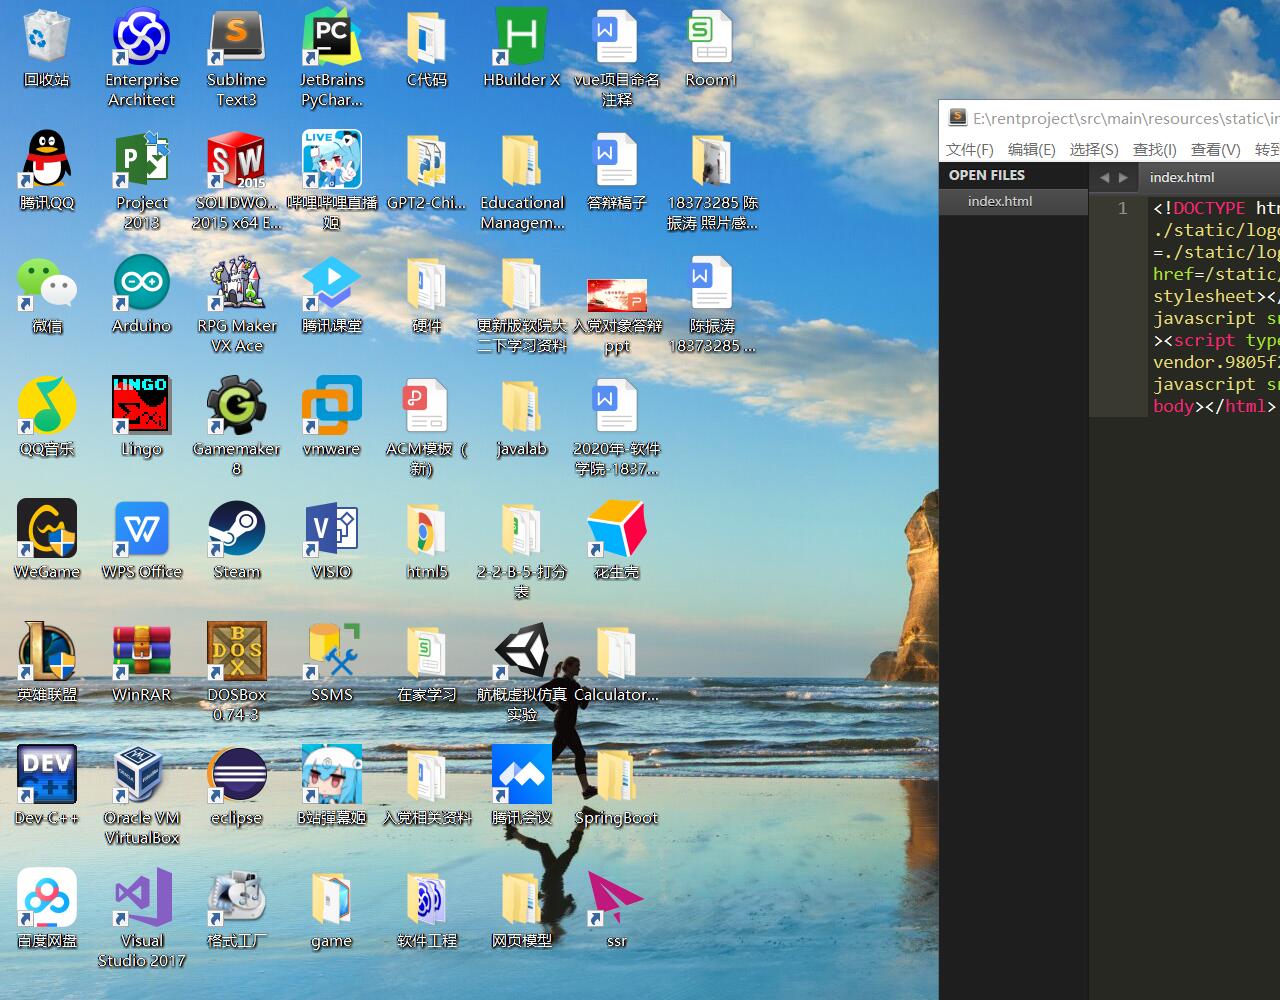 回收站
Enterprise
Architect
Sublime
Text3
JetBrains
PyChar...
C代码
HBuilder X
vue项目命名
注释
Room1
腾讯QQ
Project
2013
SOLIDWO...
2015 x64 E...
哔哩哔哩直播
姬
GPT2-Chi...
Educational
Managem...
答辩稿子
18373285 陈
振涛 照片感...
微信
Arduino
RPG Maker
VX Ace
腾讯课堂
硬件
更新版软院大
二下学习资料
入党对象答辩
ppt
陈振涛
18373285 ...
QQ音乐
Lingo
Gamemaker
8
vmware
ACM模板（
新）
javalab
2020年-软件
学院-1837...
WeGame
WPS Office
Steam
VISIO
html5
2-2-B-5-打分
表
花生壳
英雄联盟
WinRAR
DOSBox
0.74-3
SSMS
在家学习
航概虚拟仿真
实验
Calculator...
Dev-C++
Oracle VM
VirtualBox
eclipse
B站弹幕姬
入党相关资料
腾讯会议
SpringBoot
百度网盘
Visual
Studio 2017
格式工厂
game
软件工程
网页模型
ssr
E:\rentproject\src\main\resources\static\in
文件(F) 编辑(E) 选择(S) 查找(I) 查看(V) 转到
OPEN FILES
index.html
index.html
1 <!DOCTYPE htm
./static/logo
=./static/log
href=/static/
stylesheet></
javascript sr
><script type
vendor.9805f2
javascript sr
body></html>